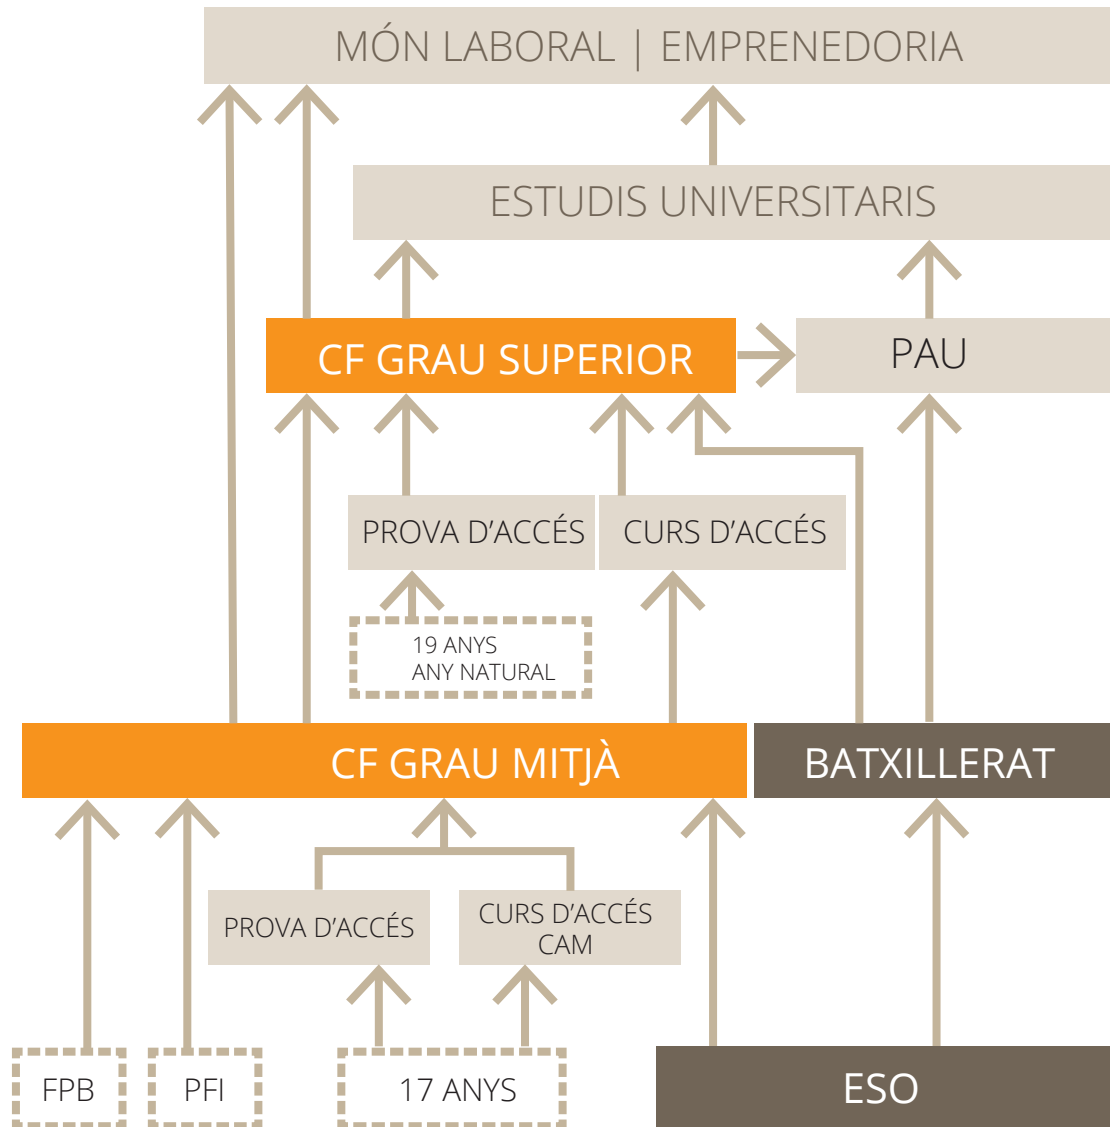 MÓN LABORAL | EMPRENEDORIA
ESTUDIS UNIVERSITARIS
CF GRAU SUPERIOR
PAU
PROVA D'ACCÉS
CURS D'ACCÉS
19 ANYS
ANY NATURAL
CF GRAU MITJÀ
BATXILLERAT
PROVA D'ACCÉS
CURS D'ACCÉS
CAM
FPB
PFI
17 ANYS
ESO